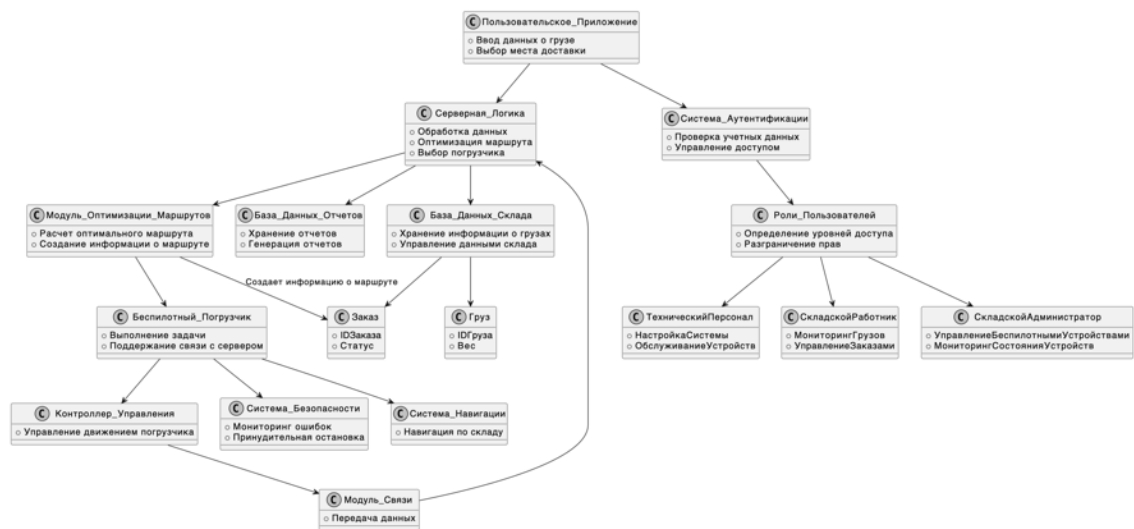 C Пользовательское_Приложение
Ввод данных о грузе
Выбор места доставки
C Серверная_Логика
Обработка данных
Оптимизация маршрута
Выбор погрузчика
C Система_Аутентификации
Проверка учетных данных
Управление доступом
C Модуль_Оптимизации_Маршрутов
Расчет оптимального маршрута
Создание информации о маршруте
C База_Данных_Отчетов
Хранение отчетов
Генерация отчетов
C База_Данных_Склада
Хранение информации о грузах
Управление данными склада
C Роли_Пользователей
Определение уровней доступа
Разграничение прав
Создает информацию о маршруте
C Беспилотный_Погрузчик
Выполнение задачи
Поддержание связи с сервером
C Заказ
IDЗаказа
Статус
C Груз
IDГруза
Вес
C ТехническийПерсонал
НастройкаСистемы
ОбслуживаниеУстройств
C СкладскойРаботник
МониторингГрузов
УправлениеЗаказами
C СкладскойАдминистратор
УправлениеБеспилотнымиУстройствами
МониторингСостоянияУстройств
C Контроллер_Управления
Управление движением погрузчика
C Система_Безопасности
Мониторинг ошибок
Принудительная остановка
C Система_Навигации
Навигация по складу
C Модуль_Связи
Передача данных